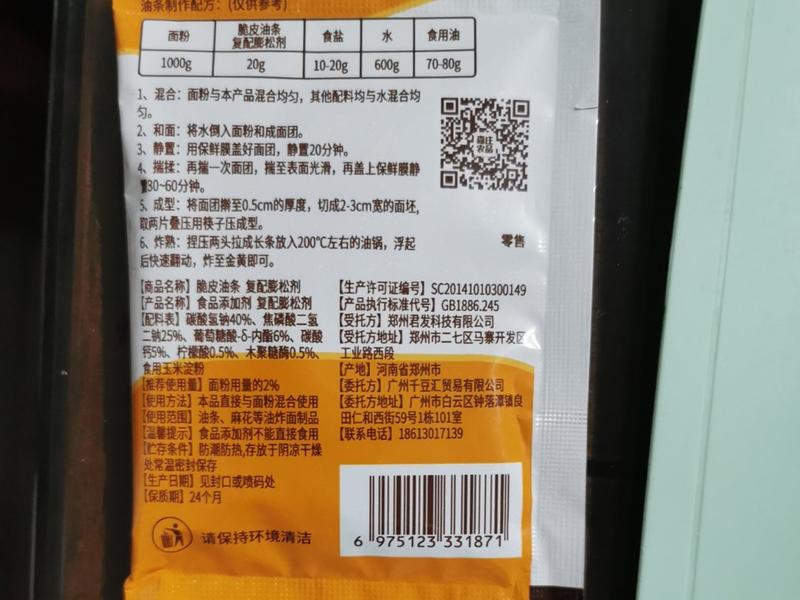 油条制作配方：(仅供参考)
面粉 脆皮油条复配膨松剂 食盐 水 食用油
1000g 20g 10-20g 600g 70-80g
1、混合：面粉与本产品混合均匀，其他配料均与水混合均
匀。
2、和面：将水倒入面粉和成面团。
3、静置：用保鲜膜盖好面团，静置20分钟。
4、揣揉：再揣一次面团，揣至表面光滑，再盖上保鲜膜静
置30~60分钟。
5、成型：将面团擀至0.5cm的厚度，切成2-3cm宽的面坯,
取两片叠压用筷子压成型。
6、炸熟：捏压两头拉成长条放入200℃左右的油锅，浮起
后快速翻动，炸至金黄即可。
农品
零售
【商品名称】脆皮油条 复配膨松剂
【产品名称】食品添加剂 复配膨松剂
【配料表】碳酸氢钠40%、焦磷酸二氢
二钠25%、葡萄糖酸-δ-内酯6%、碳酸
钙5%、柠檬酸0.5%、木聚糖酶0.5%、
食用玉米淀粉
【推荐使用量】面粉用量的2%
【使用方法】本品直接与面粉混合使用
【使用范围】油条、麻花等油炸面制品
【温馨提示】食品添加剂不能直接食用
【贮存条件】防潮防热,存放于阴凉干燥
处常温密封保存
【生产日期】见封口或喷码处
【保质期】24个月
【生产许可证编号】SC20141010300149
【产品执行标准代号】GB1886.245
【受托方】郑州君发科技有限公司
【受托方地址】郑州市二七区马寨开发区
工业路西段
【产地】河南省郑州市
【委托方】广州千豆汇贸易有限公司
【委托方地址】广州市白云区钟落潭镇良
田仁和西街59号1栋101室
【联系电话】18613017139
请保持环境清洁
6 975123 331871